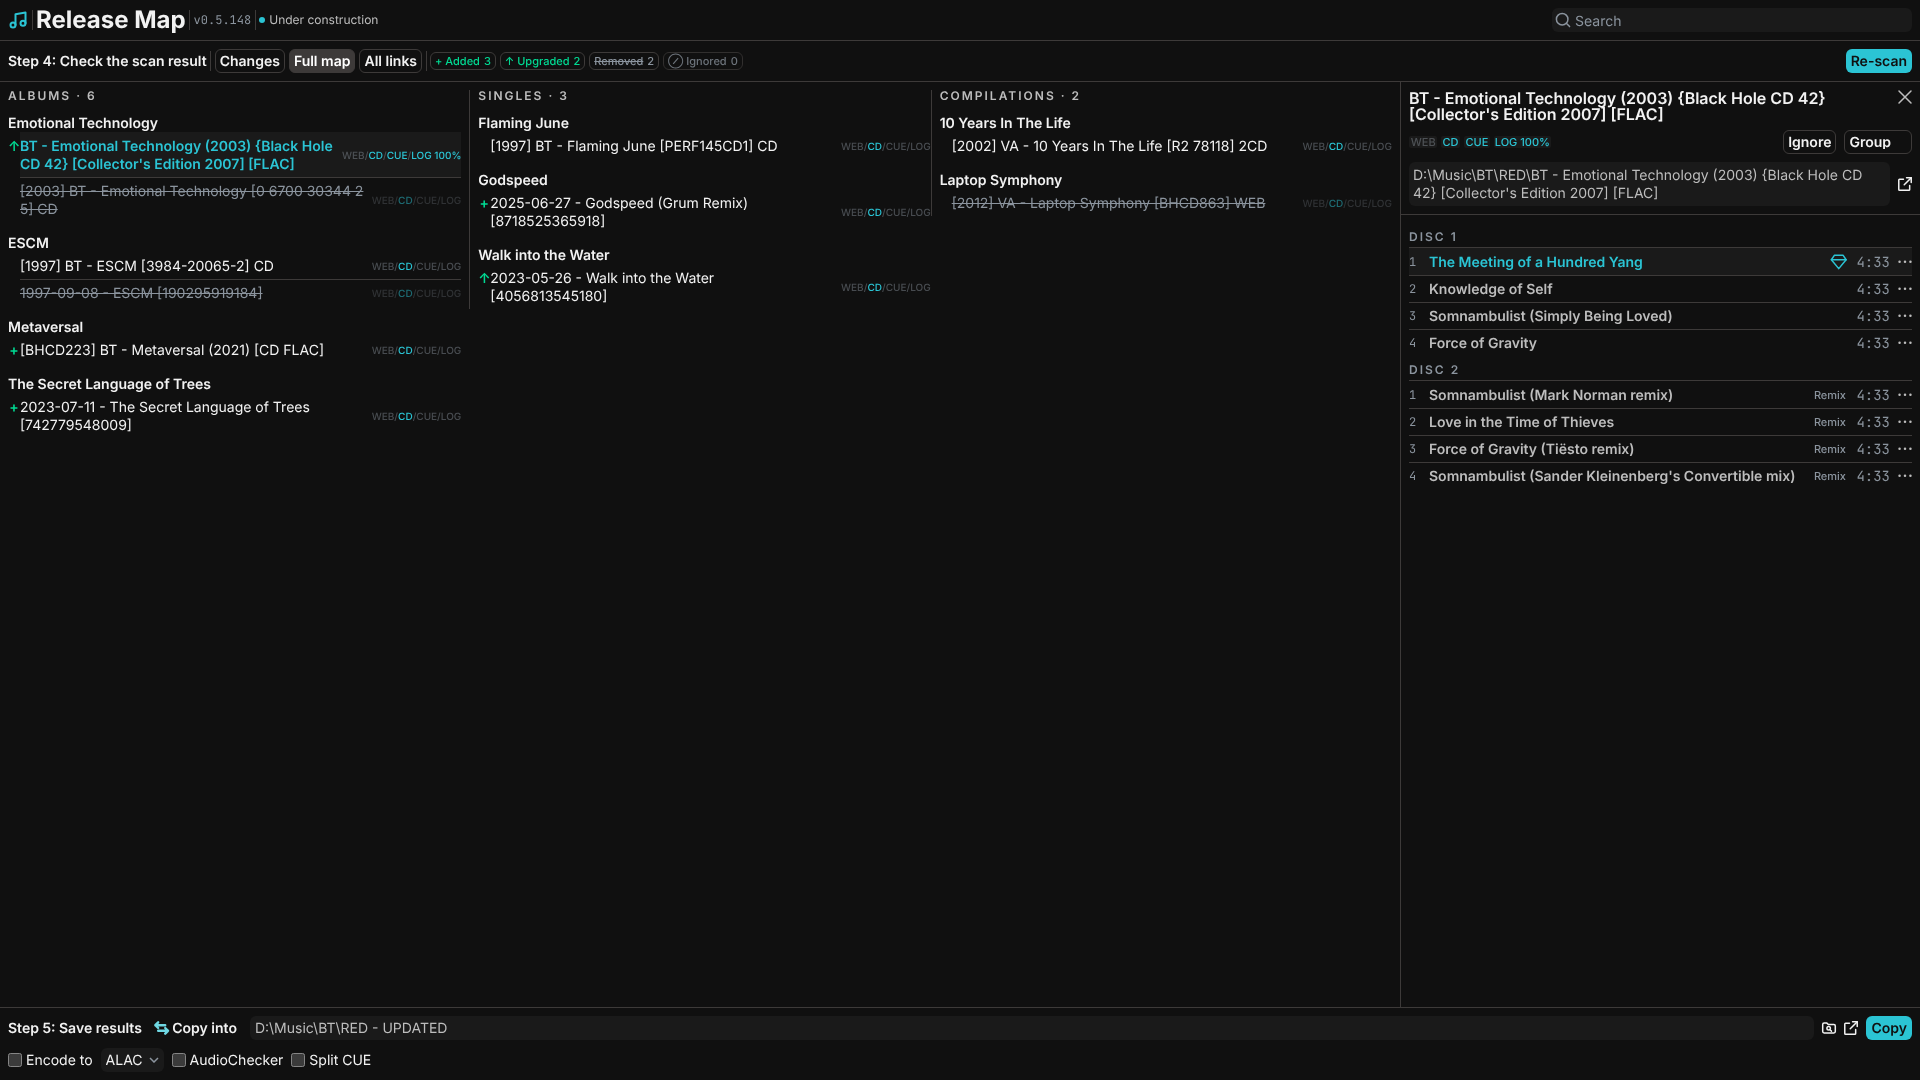 Release Map v0.5.148 Under construction Search
Step 4: Check the scan result Changes Full map All links + Added 3 Upgraded 2 Removed 2 Ignored 0 Re-scan
ALBUMS · 6
Emotional Technology
BT - Emotional Technology (2003) {Black Hole
CD 42} [Collector's Edition 2007] [FLAC]
WEB/CD/CUE/LOG 100%
[2003] BT - Emotional Technology [0 6700 30344 2
5] CD
WEB/CD/CUE/LOG
ESCM
[1997] BT - ESCM [3984-20065-2] CD WEB/CD/CUE/LOG
1997-09-08 - ESCM [190295919184] WEB/CD/CUE/LOG
Metaversal
+ [BHCD223] BT - Metaversal (2021) [CD FLAC] WEB/CD/CUE/LOG
The Secret Language of Trees
+ 2023-07-11 - The Secret Language of Trees
[742779548009]
WEB/CD/CUE/LOG
SINGLES · 3
Flaming June
[1997] BT - Flaming June [PERF145CD1] CD WEB/CD/CUE/LOG
Godspeed
+ 2025-06-27 - Godspeed (Grum Remix)
[8718525365918]
WEB/CD/CUE/LOG
Walk into the Water
2023-05-26 - Walk into the Water
[4056813545180]
WEB/CD/CUE/LOG
COMPILATIONS · 2
10 Years In The Life
[2002] VA - 10 Years In The Life [R2 78118] 2CD WEB/CD/CUE/LOG
Laptop Symphony
[2012] VA - Laptop Symphony [BHCD863] WEB WEB/CD/CUE/LOG
BT - Emotional Technology (2003) {Black Hole CD 42}
[Collector's Edition 2007] [FLAC]
WEB CD CUE LOG 100% Ignore Group
D:\Music\BT\RED\BT - Emotional Technology (2003) {Black Hole CD
42} [Collector's Edition 2007] [FLAC]
DISC 1
1 The Meeting of a Hundred Yang 4:33
2 Knowledge of Self 4:33
3 Somnambulist (Simply Being Loved) 4:33
4 Force of Gravity 4:33
DISC 2
1 Somnambulist (Mark Norman remix) Remix 4:33
2 Love in the Time of Thieves Remix 4:33
3 Force of Gravity (Tiësto remix) Remix 4:33
4 Somnambulist (Sander Kleinenberg's Convertible mix) Remix 4:33
Step 5: Save results Copy into D:\Music\BT\RED - UPDATED Copy
Encode to ALAC AudioChecker Split CUE